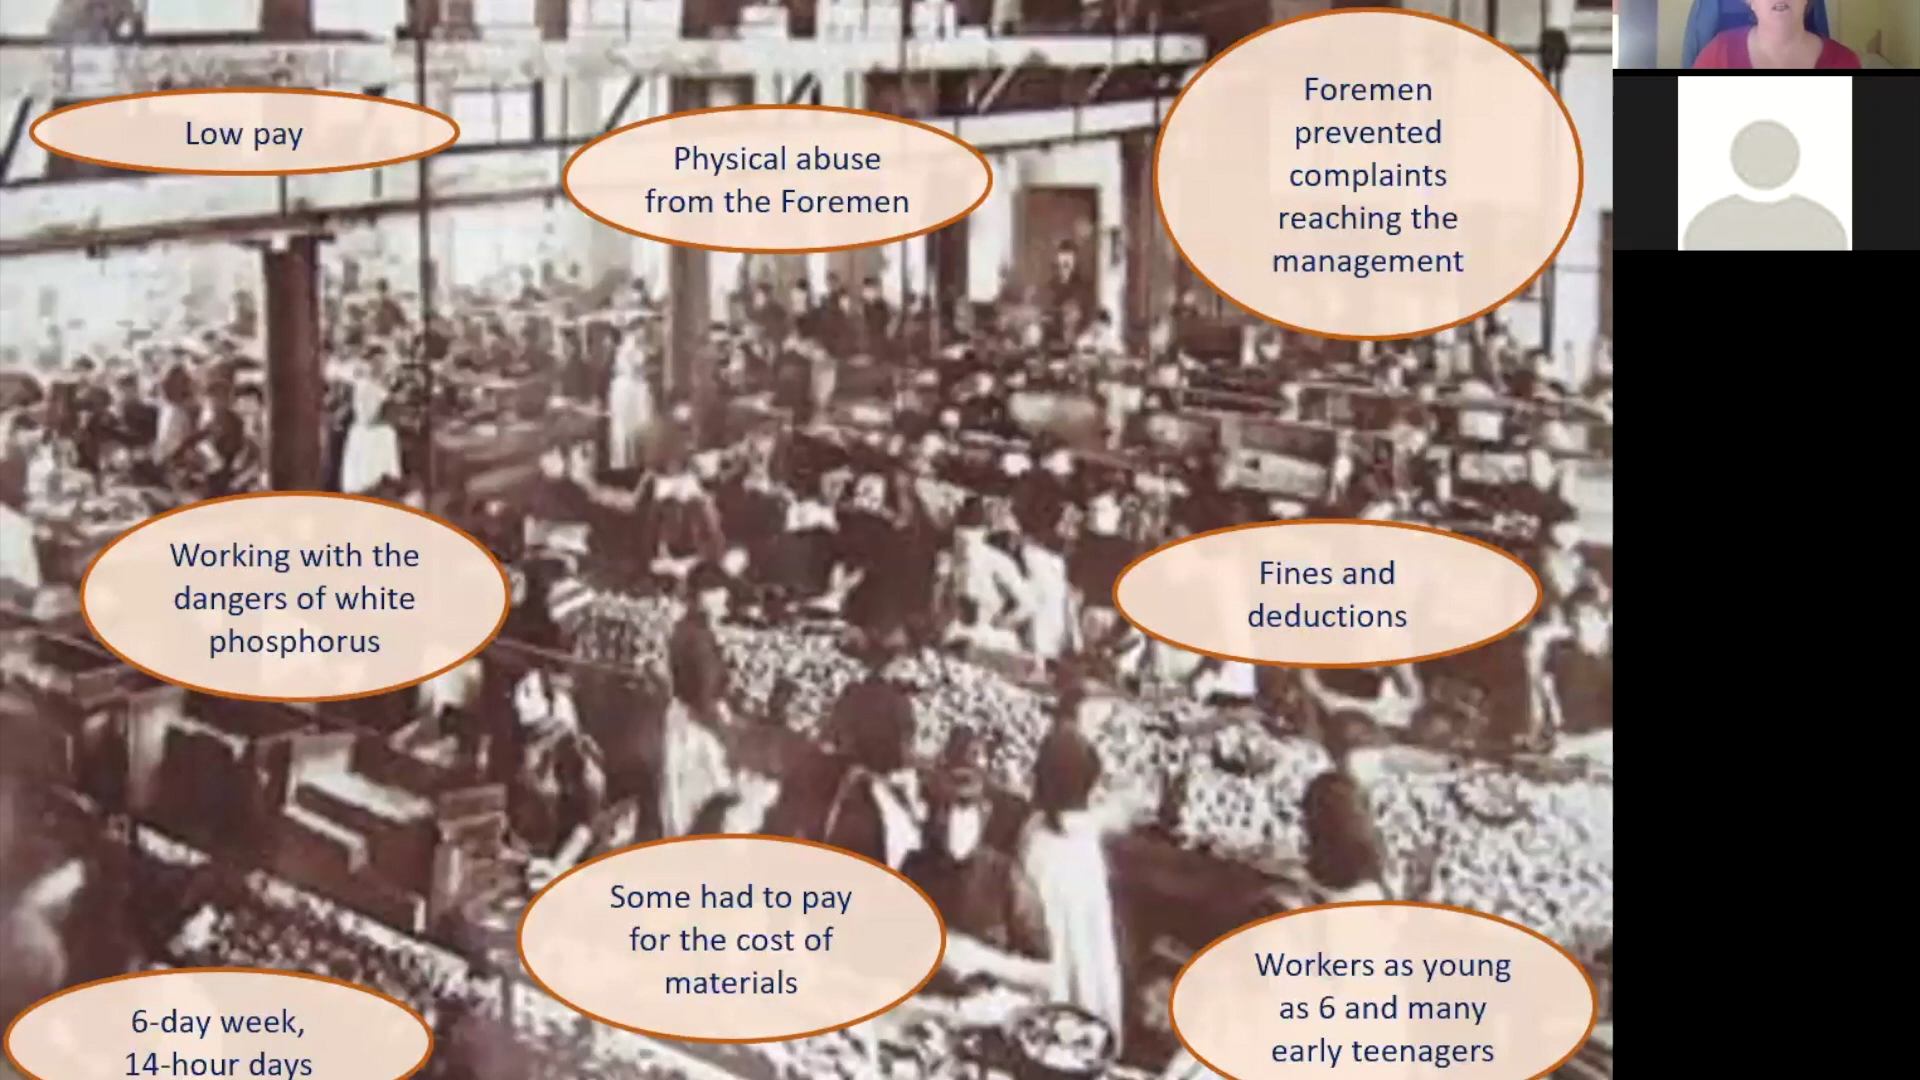 Low pay
Physical abuse
from the Foremen
Foremen
prevented
complaints
reaching the
management
Working with the
dangers of white
phosphorus
Fines and
deductions
Some had to pay
for the cost of
materials
Workers as young
as 6 and many
early teenagers
6-day week,
14-hour days